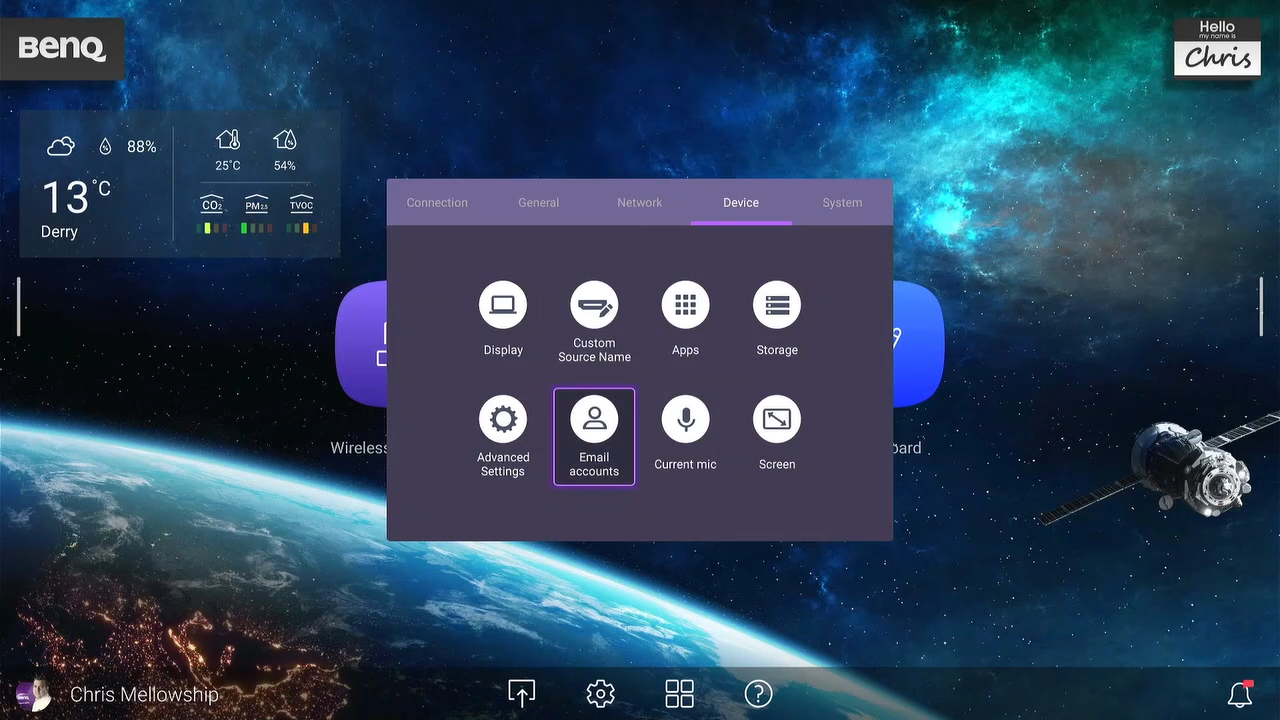 BenQ
Hello
my name is
Chris
88%
13°C
Derry
25°C
54%
CO2
PM2.5
TVOC
Connection
General
Network
Device
System
Display
Custom
Source Name
Apps
Storage
Advanced
Settings
Email
accounts
Current mic
Screen
Wireless
Chris Mellowship